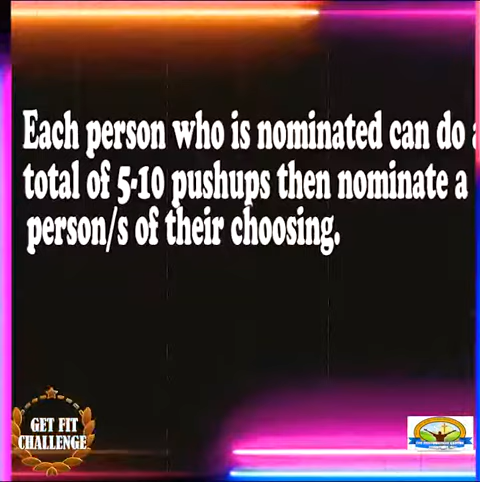 Each person who is nominated can do a
total of 5-10 pushups then nominate a
person/s of their choosing.
GET FIT
CHALLENGE